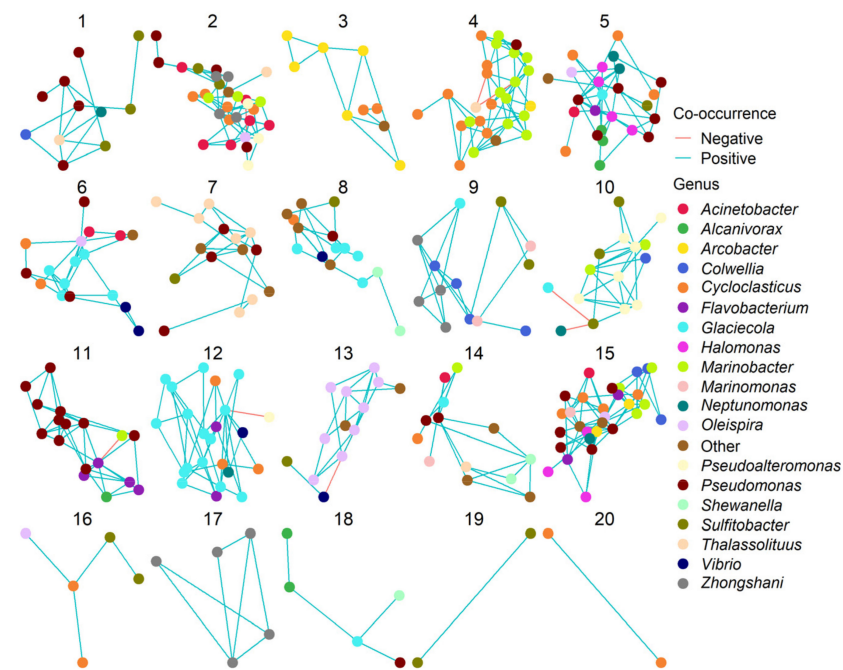 1 2 3 4 5
Co-occurrence
Negative
Positive
Genus
6 7 8 9 10
Acinetobacter
Alcanivorax
Arcobacter
Colwellia
Cycloclasticus
Flavobacterium
Glaciecola
Halomonas
11 12 13 14 15
Marinobacter
Marinomonas
Neptunomonas
Oleispira
Other
Pseudoalteromonas
Pseudomonas
Shewanella
16 17 18 19 20
Sulfitobacter
Thalassolituus
Vibrio
Zhongshani